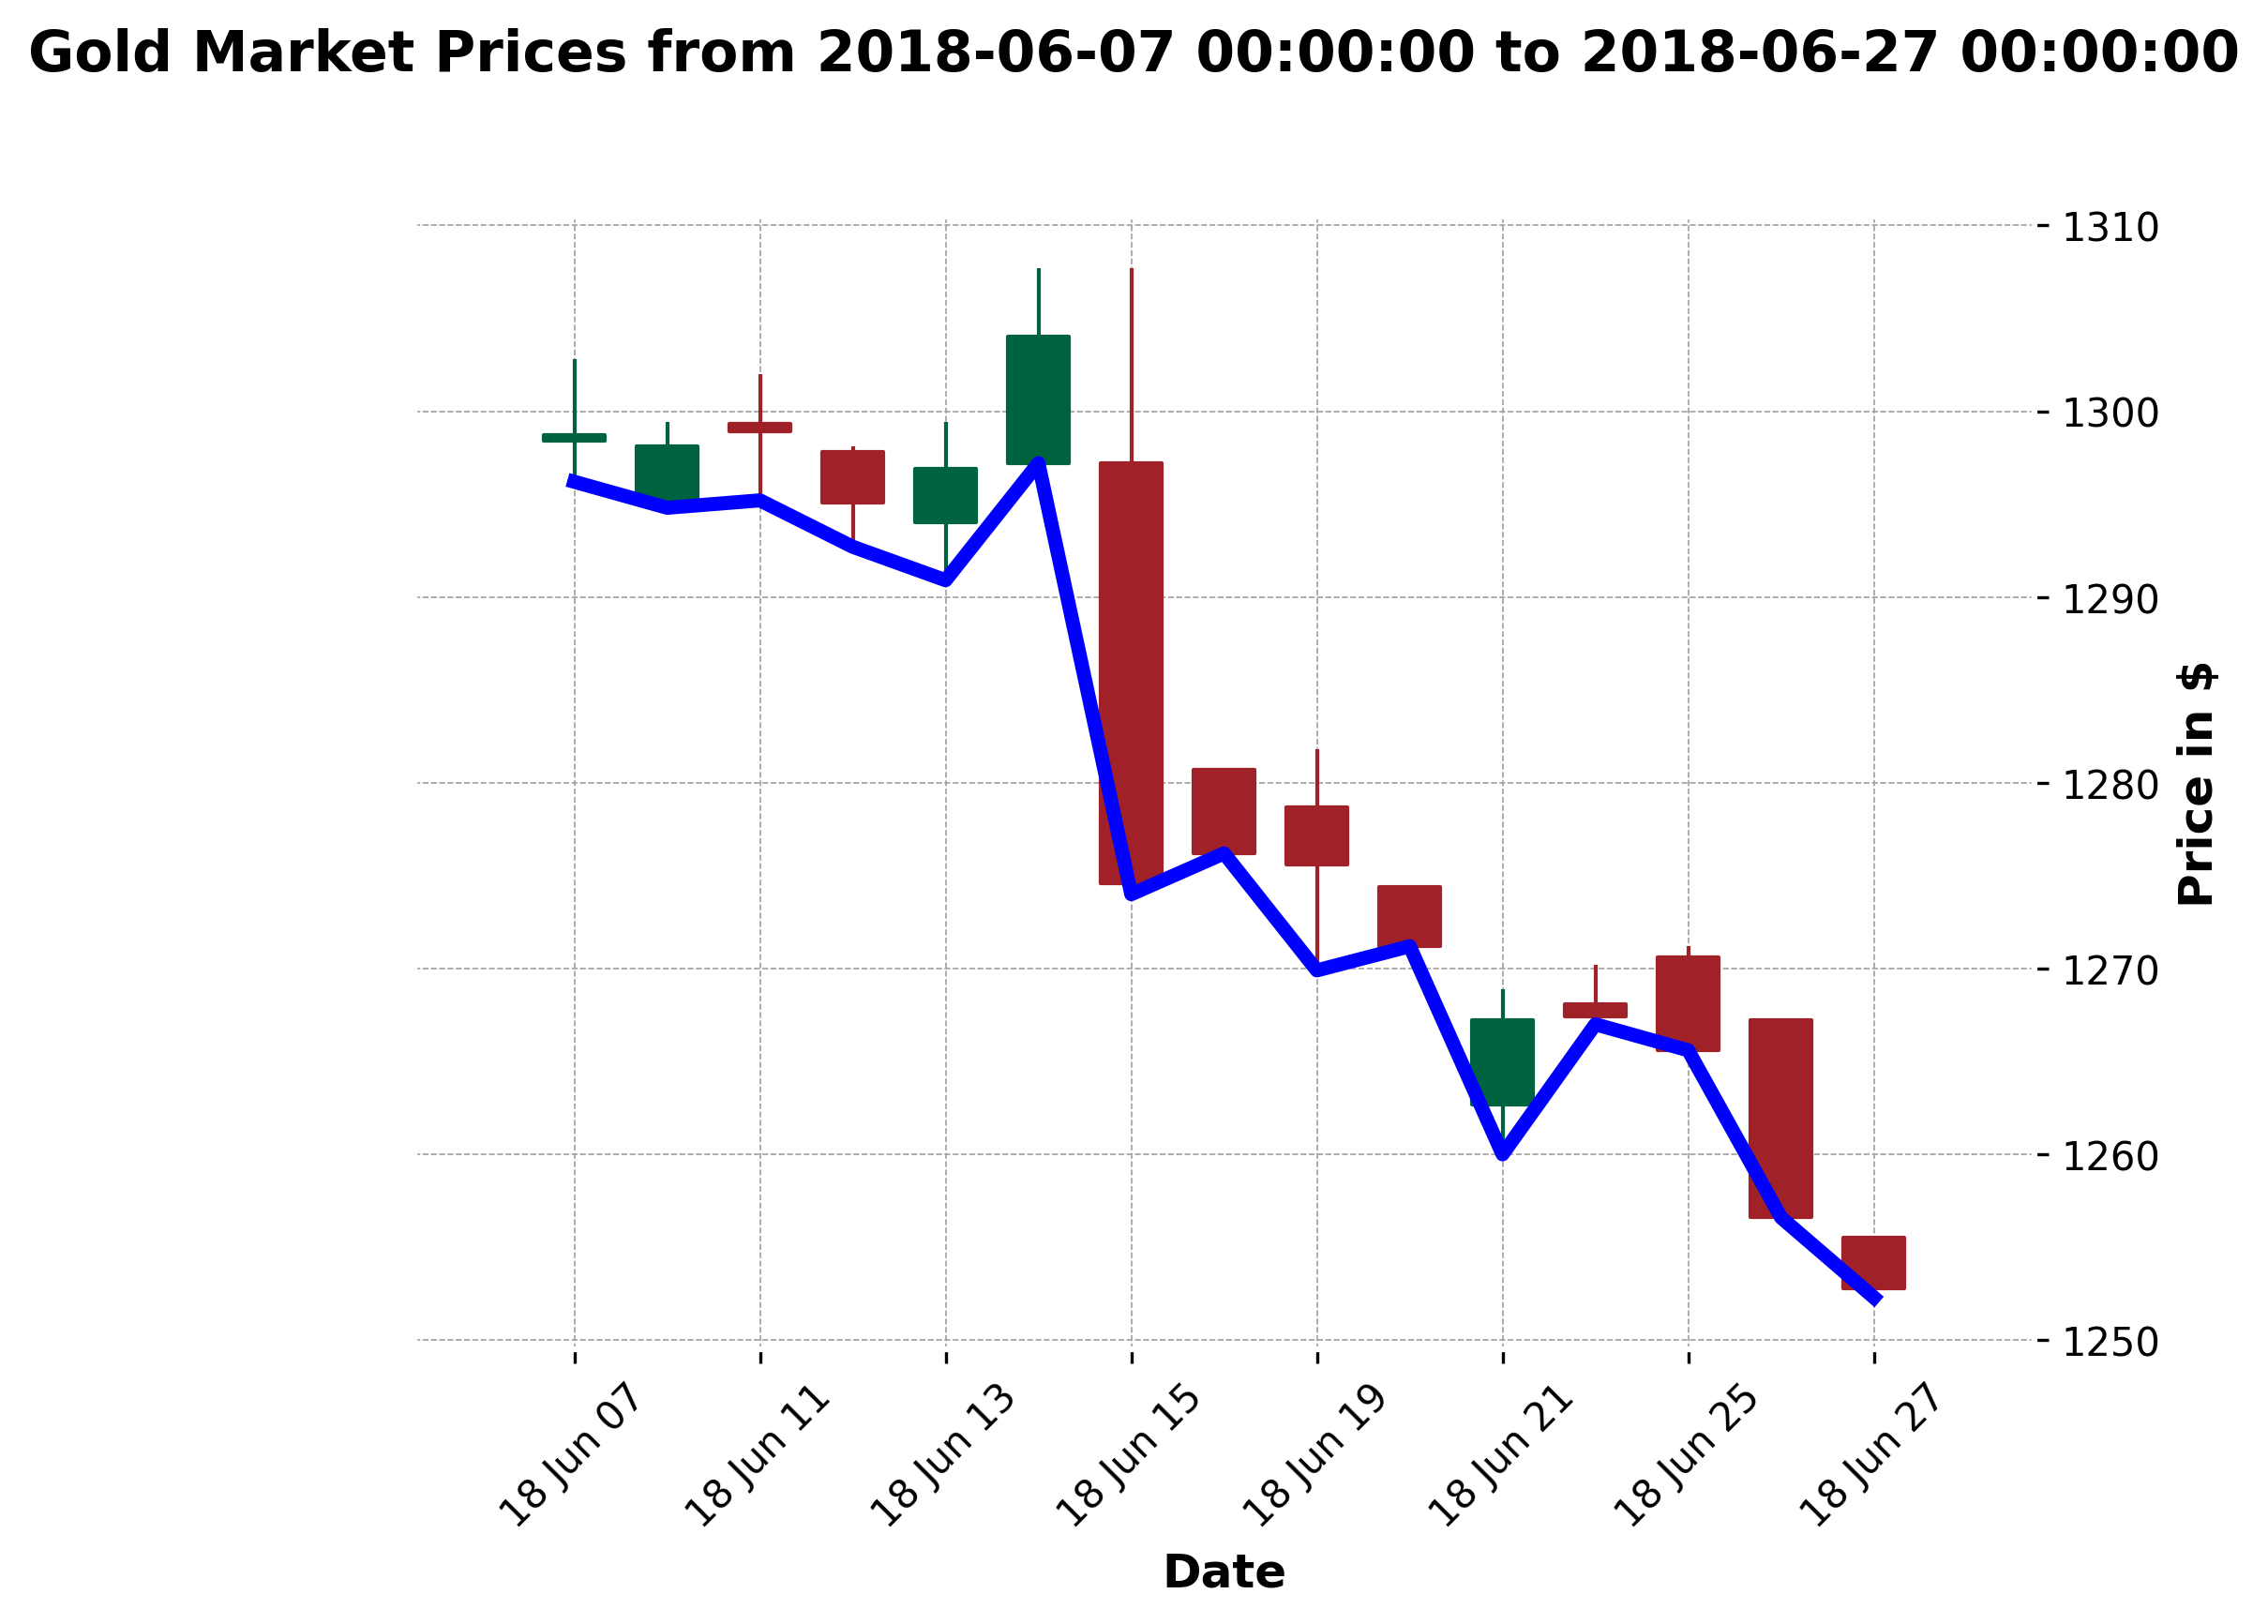 Gold Market Prices from 2018-06-07 00:00:00 to 2018-06-27 00:00:00
1310
1300
1290
1280
1270
1260
1250
Price in $
18 Jun 07
18 Jun 11
18 Jun 13
18 Jun 15
18 Jun 19
18 Jun 21
18 Jun 25
18 Jun 27
Date